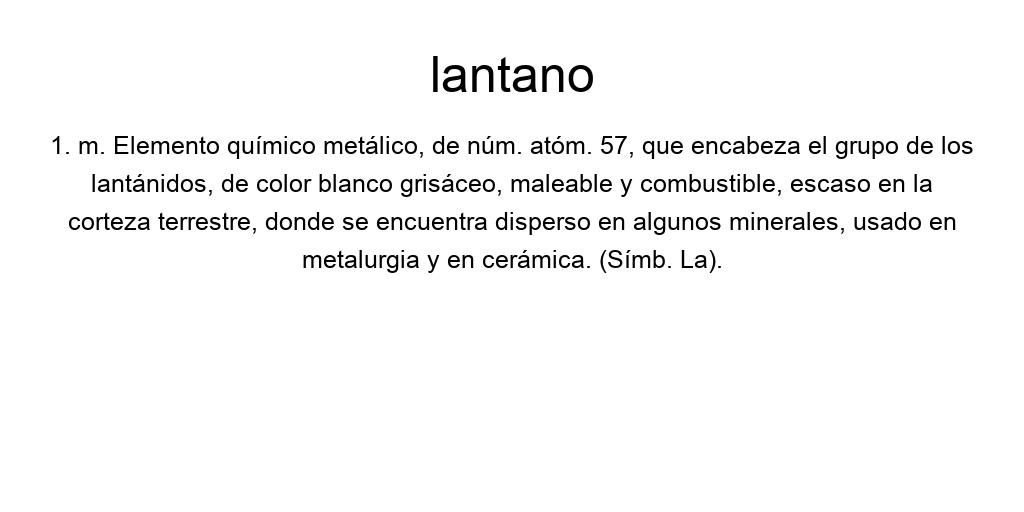 lantano
1. m. Elemento químico metálico, de núm. atóm. 57, que encabeza el grupo de los
lantánidos, de color blanco grisáceo, maleable y combustible, escaso en la
corteza terrestre, donde se encuentra disperso en algunos minerales, usado en
metalurgia y en cerámica. (Símb. La).